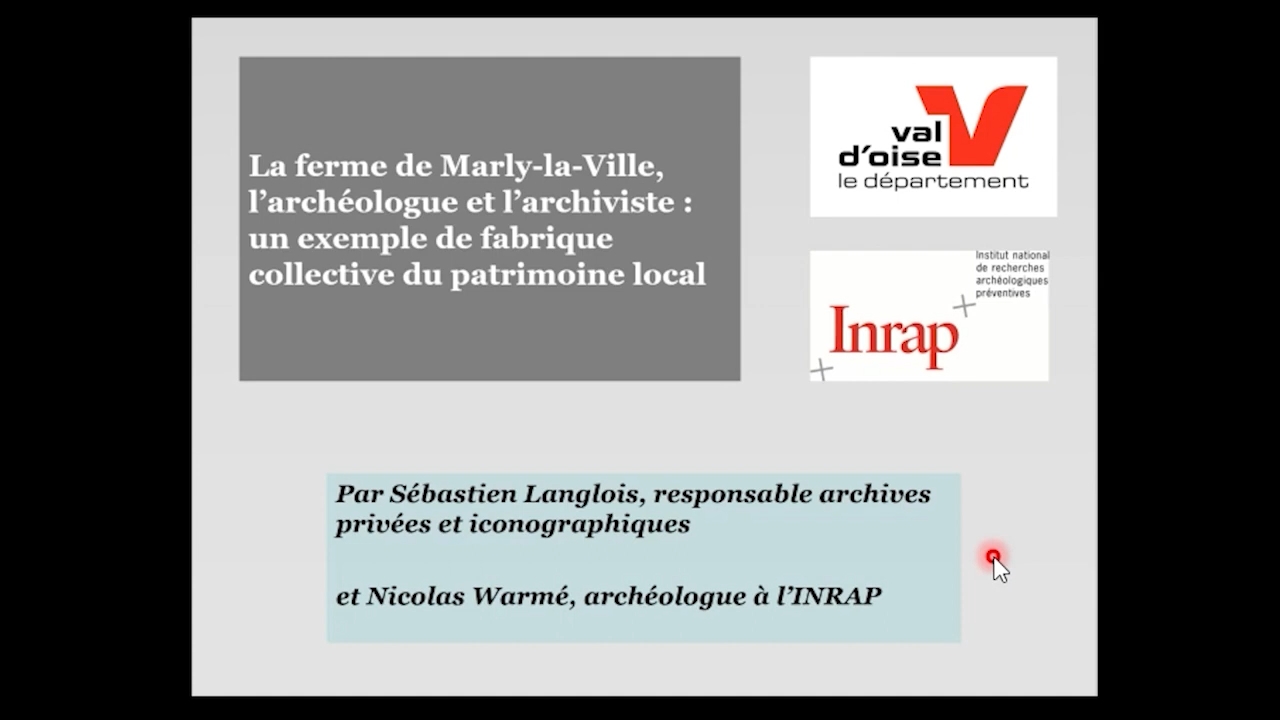 La ferme de Marly-la-Ville,
l'archéologue et l'archiviste :
un exemple de fabrique
collective du patrimoine local
val
d'oise
le département
Institut national
de recherches
archéologiques
préventives
Inrap
Par Sébastien Langlois, responsable archives
privées et iconographiques
et Nicolas Warmé, archéologue à l'INRAP